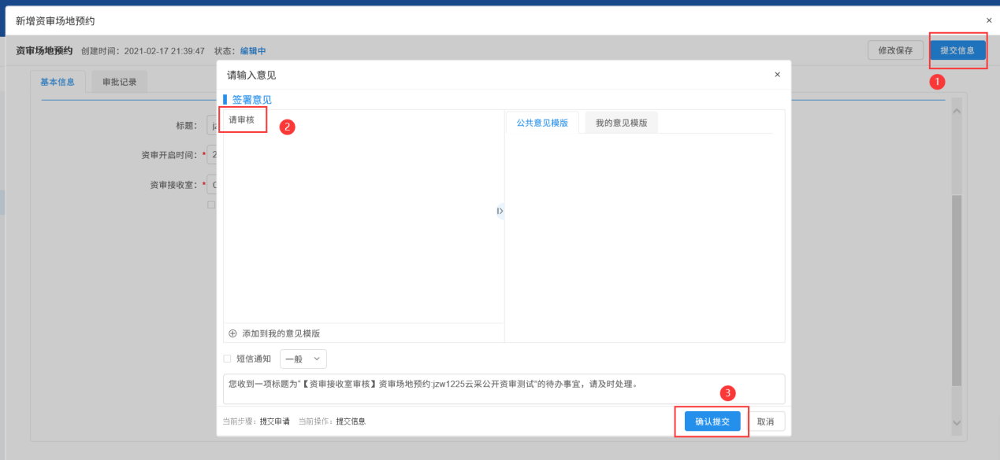 新增资审场地预约
×
资审场地预约 创建时间：2021-02-17 21:39:47 状态：编辑中
修改保存
提交信息
1
基本信息
审批记录
标题：
资审开启时间：*
2
资审接收室：*
请输入意见
×
签署意见
请审核
2
公共意见模版
我的意见模版
添加到我的意见模版
短信通知
一般
您收到一项标题为"【资审接收室审核】资审场地预约:jzw1225云采公开资审测试"的待办事宜，请及时处理。
3
当前步骤：提交申请 当前操作：提交信息
确认提交
取消